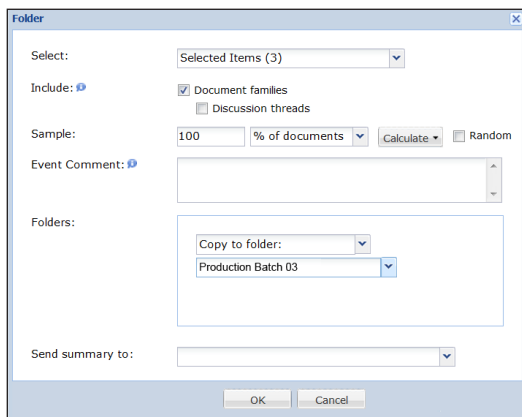 Folder
Select: Selected Items (3)
Include: Document families
Discussion threads
Sample: 100 % of documents Calculate Random
Event Comment:
Folders:
Copy to folder:
Production Batch 03
Send summary to:
OK Cancel